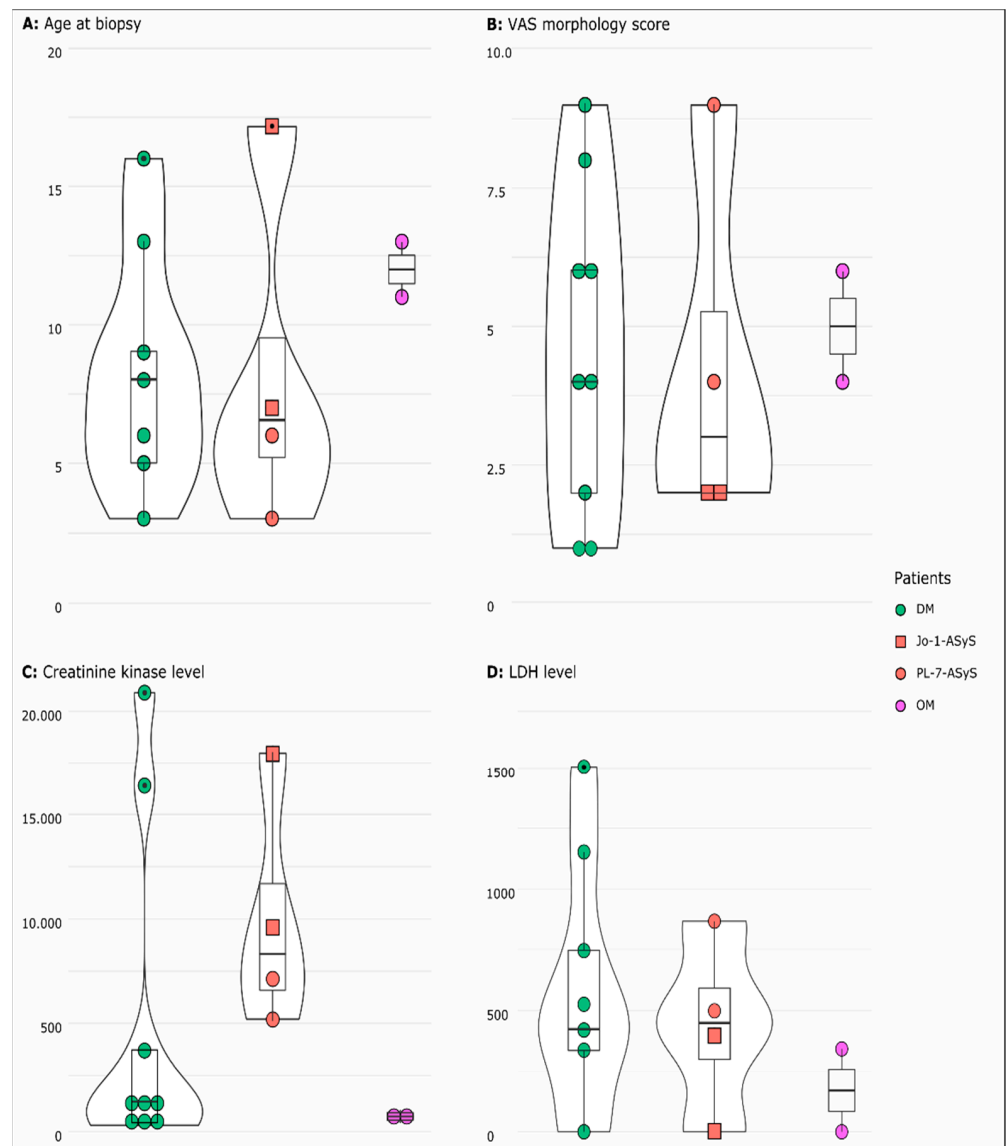 A: Age at biopsy
20
15
10
5
0
B: VAS morphology score
10.0
7.5
5
2.5
0
Patients
DM
Jo-1-ASyS
PL-7-ASyS
OM
C: Creatinine kinase level
20.000
15.000
10.000
500
0
D: LDH level
1500
1000
500
0